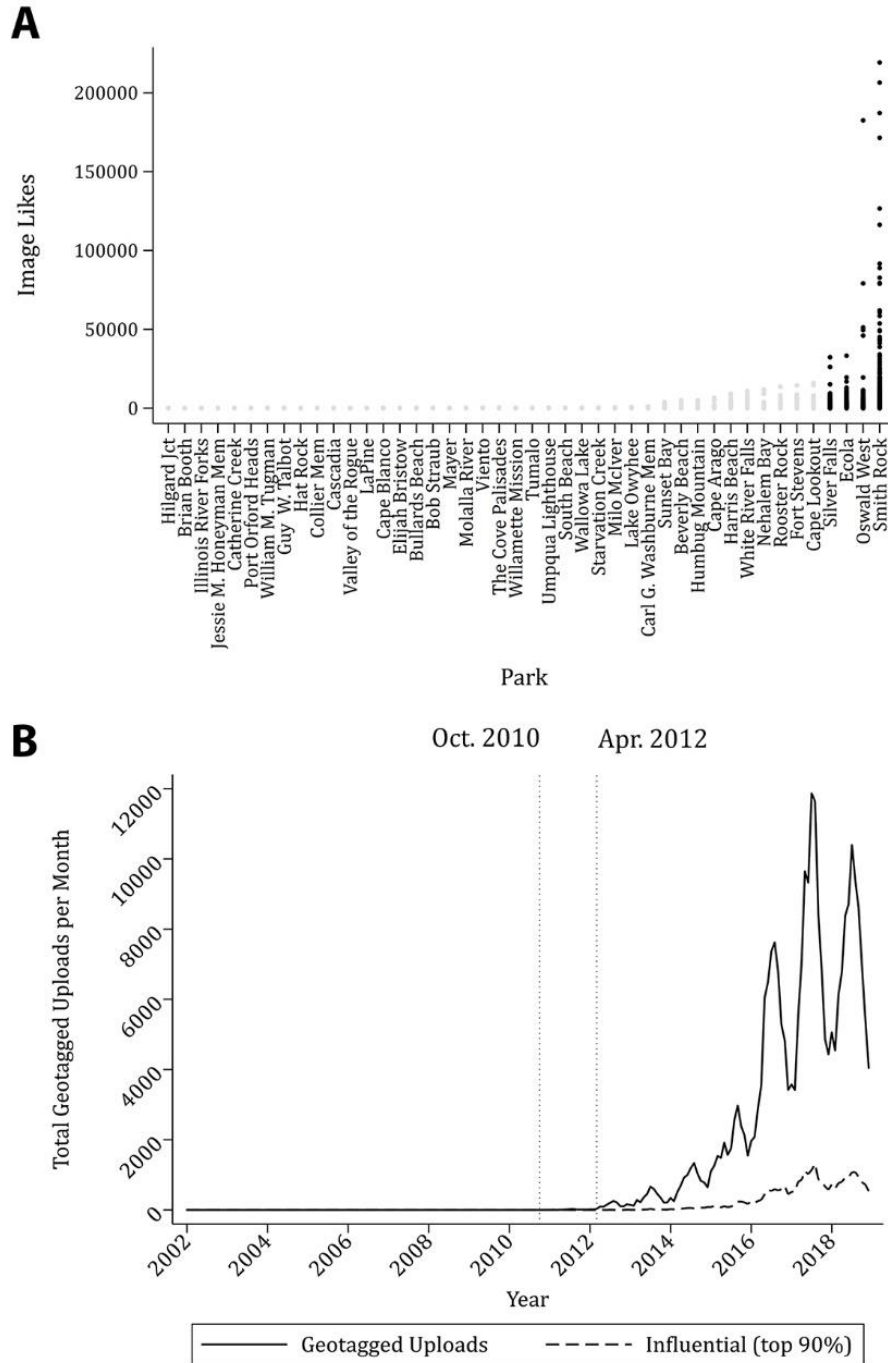 A
Image Likes
200000
150000
100000
50000
0
Hilgard Jct
Brian Booth
Illinois River Forks
Jessie M. Honeyman Mem
Catherine Creek
Port Orford Heads
William M. Tugman
Guy W. Talbot
Hat Rock
Collier Mem
Cascadia
Valley of the Rogue
LaPine
Cape Blanco
Elijah Bristow
Bullards Beach
Bob Straub
Mayer
Molalla River
Viento
The Cove Palisades
Willamette Mission
Tumalo
Umpqua Lighthouse
South Beach
Wallowa Lake
Starvation Creek
Milo McIver
Lake Owyhee
Carl G. Washburne Mem
Sunset Bay
Beverly Beach
Humbug Mountain
Cape Arago
Harris Beach
White River Falls
Nehalem Bay
Rooster Rock
Fort Stevens
Cape Lookout
Silver Falls
Ecola
Oswald West
Smith Rock
Park
B
Oct. 2010 Apr. 2012
Total Geotagged Uploads per Month
12000
10000
8000
6000
4000
2000
0
2002 2004 2006 2008 2010 2012 2014 2016 2018
Year
Geotagged Uploads Influential (top 90%)